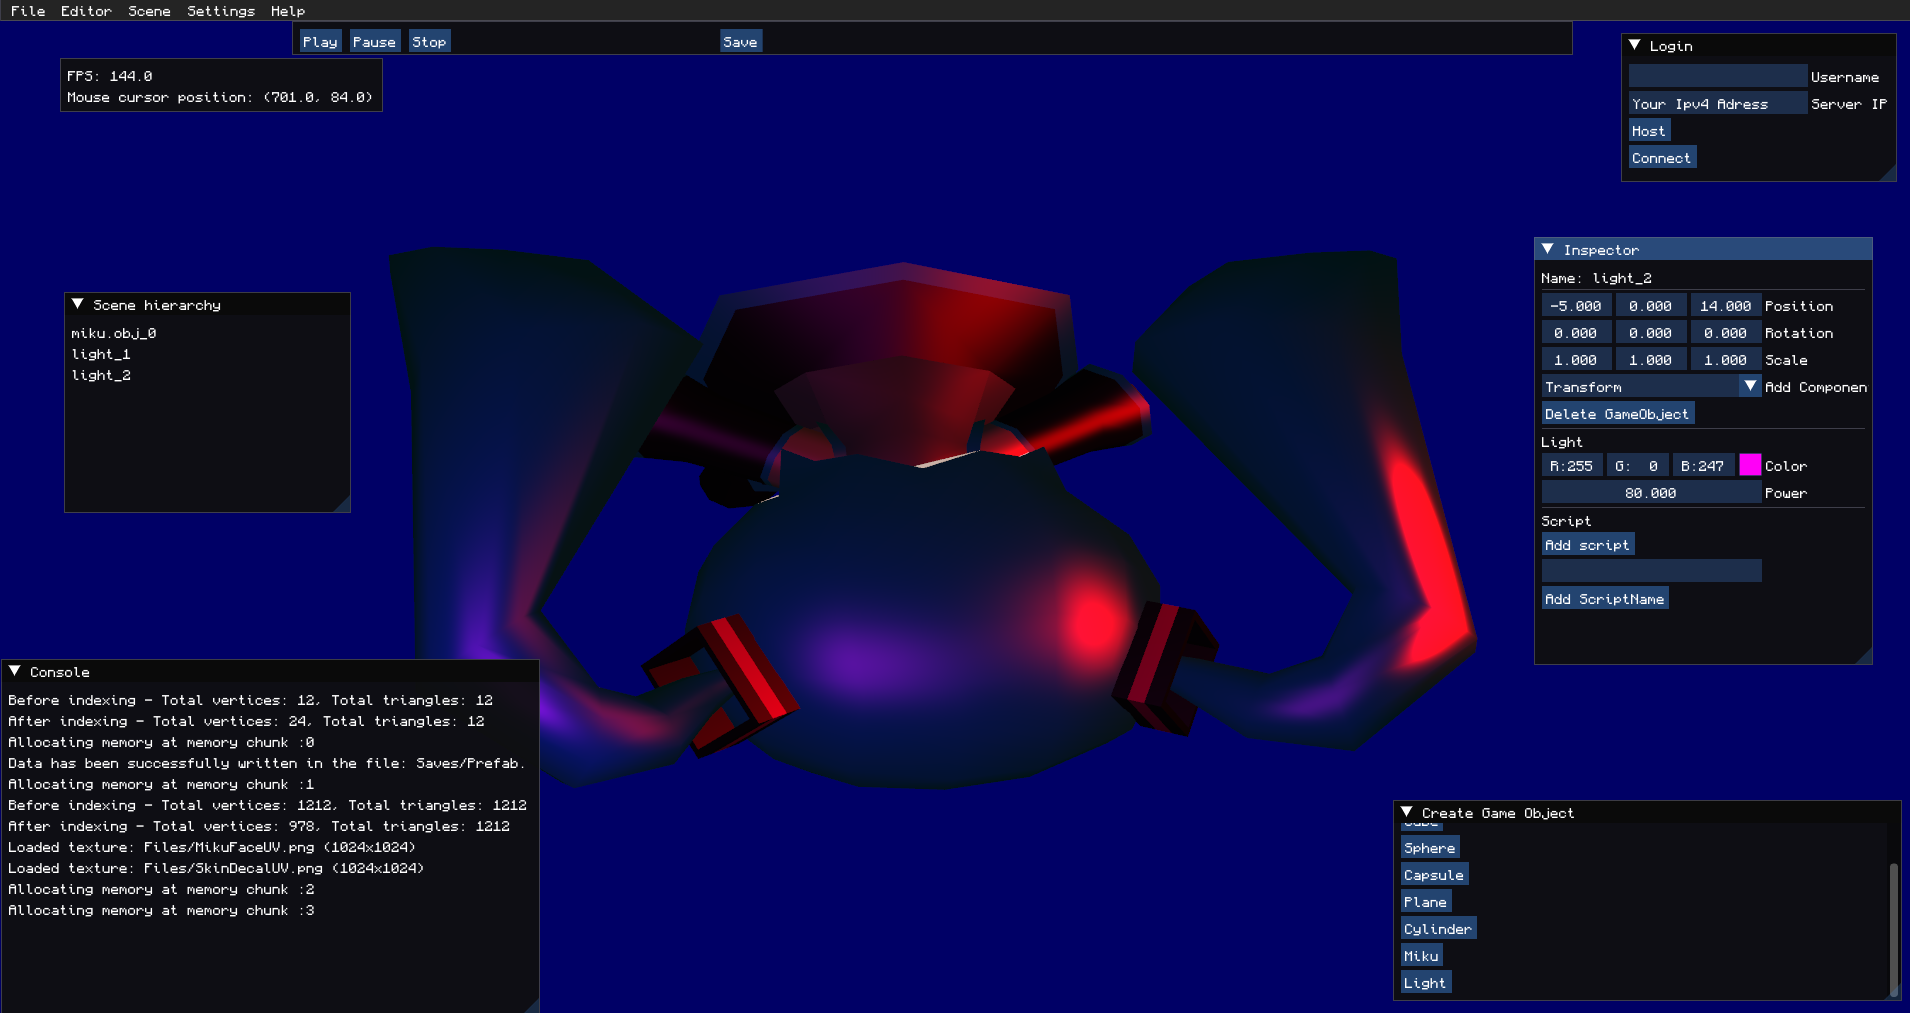 File Editor Scene Settings Help
Play Pause Stop Save
FPS: 144.0
Mouse cursor position: (701.0, 84.0)
Login
Username
Your Ipv4 Adress Server IP
Host
Connect
Scene hierarchy
miku.obj_0
light_1
light_2
Inspector
Name: light_2
-5.000 0.000 14.000 Position
0.000 0.000 0.000 Rotation
1.000 1.000 1.000 Scale
Transform Add Componen
Delete GameObject
Light
R:255 G: 0 B:247 Color
80.000 Power
Script
Add script
Add ScriptName
Console
Before indexing - Total vertices: 12, Total triangles: 12
After indexing - Total vertices: 24, Total triangles: 12
Allocating memory at memory chunk :0
Data has been successfully written in the file: Saves/Prefab.
Allocating memory at memory chunk :1
Before indexing - Total vertices: 1212, Total triangles: 1212
After indexing - Total vertices: 978, Total triangles: 1212
Loaded texture: Files/MikuFaceUV.png (1024x1024)
Loaded texture: Files/SkinDecalUV.png (1024x1024)
Allocating memory at memory chunk :2
Allocating memory at memory chunk :3
Create Game Object
Cube
Sphere
Capsule
Plane
Cylinder
Miku
Light